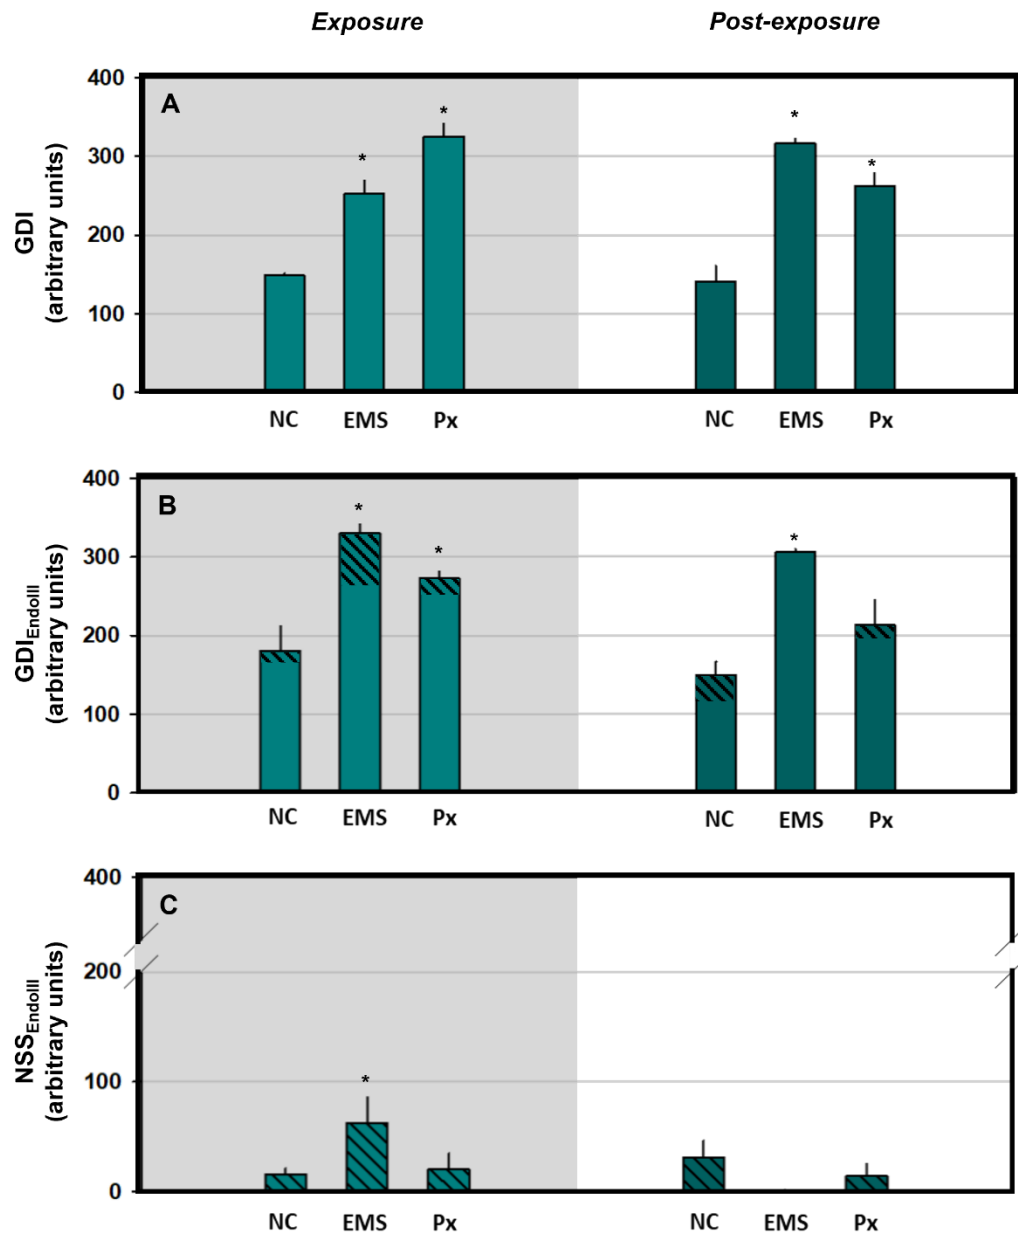 Exposure Post-exposure
A
GDI
(arbitrary units)
400
300
200
100
0
* * * * *
NC EMS Px NC EMS Px
B
GDIEndoIII
(arbitrary units)
400
300
200
100
0
* * *
NC EMS Px NC EMS Px
C
NSSEndoIII
(arbitrary units)
400
200
100
0
*
NC EMS Px NC EMS Px